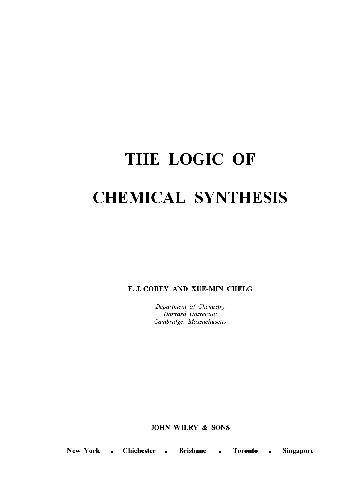 THE LOGIC OF
CHEMICAL SYNTHESIS
E. J. COREY AND XUE-MIN CHELG
Department of Chemistry
Harvard University
Cambridge, Massachusetts
JOHN WILEY & SONS
New York • Chichester • Brisbane • Toronto • Singapore